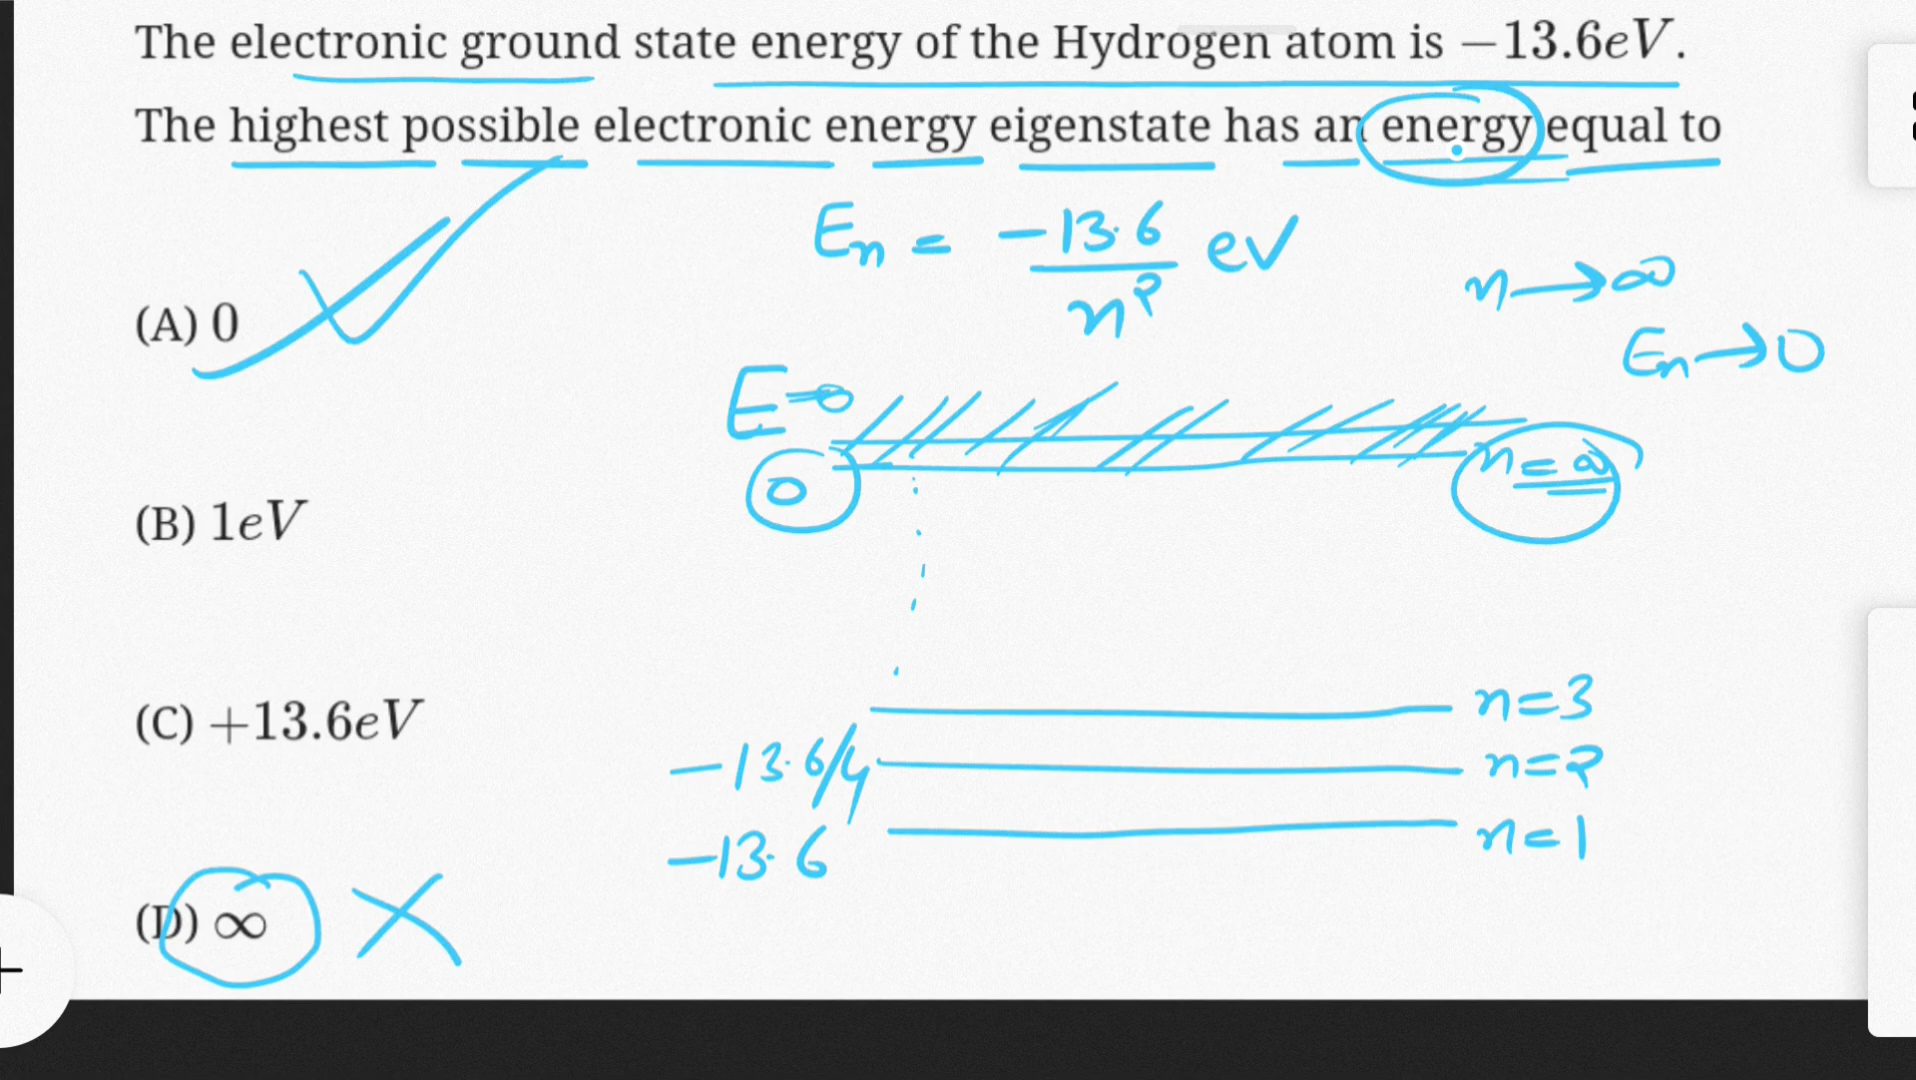 The electronic ground state energy of the Hydrogen atom is −13.6eV.
The highest possible electronic energy eigenstate has an energy equal to
En = −13.6/n² eV
n→∞
En→0
(A) 0
E=0
0
n=∞
(B) 1eV
n=3
(C) +13.6eV
−13.6/4
n=2
−13.6
n=1
(D) ∞